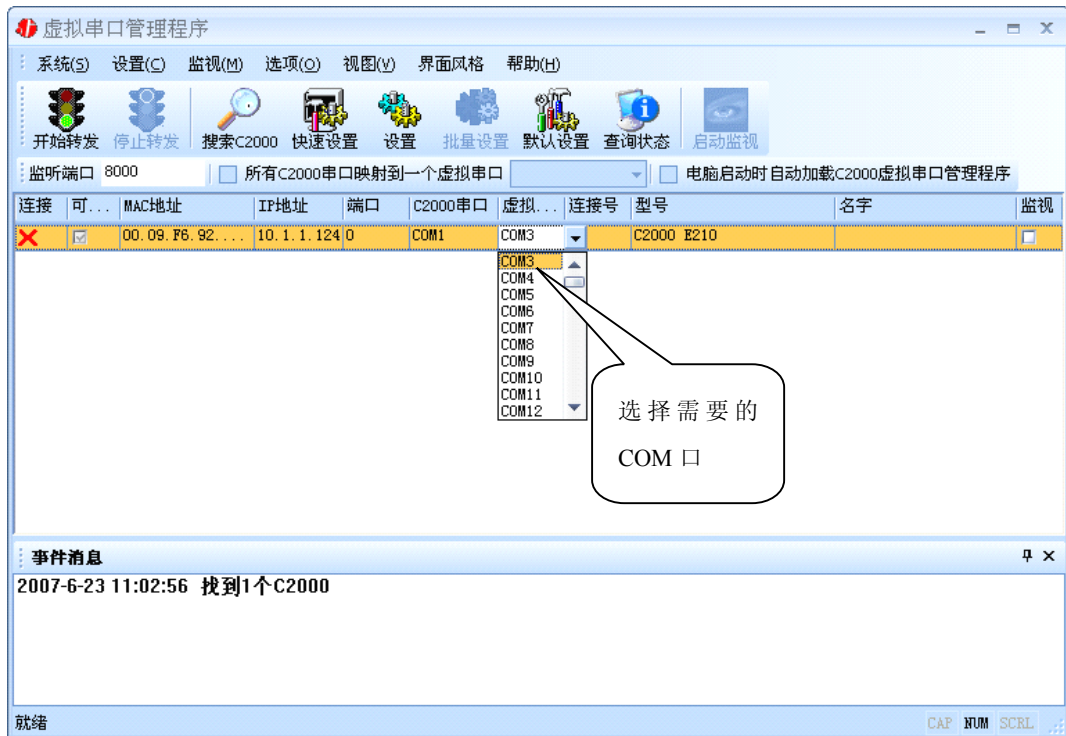 虚拟串口管理程序
系统(S) 设置(C) 监视(M) 选项(O) 视图(V) 界面风格 帮助(H)
开始转发 停止转发 搜索C2000 快速设置 设置 批量设置 默认设置 查询状态 启动监视
监听端口 8000 所有C2000串口映射到一个虚拟串口 电脑启动时自动加载C2000虚拟串口管理程序
连接 可... MAC地址 IP地址 端口 C2000串口 虚拟... 连接号 型号 名字 监视
00.09.F6.92.... 10.1.1.124 0 COM1 COM3 C2000 E210
COM3
COM4
COM5
COM6
COM7
COM8
COM9
COM10
COM11
COM12
选择需要的
COM 口
事件消息
2007-6-23 11:02:56 找到1个C2000
就绪 CAP NUM SCRL